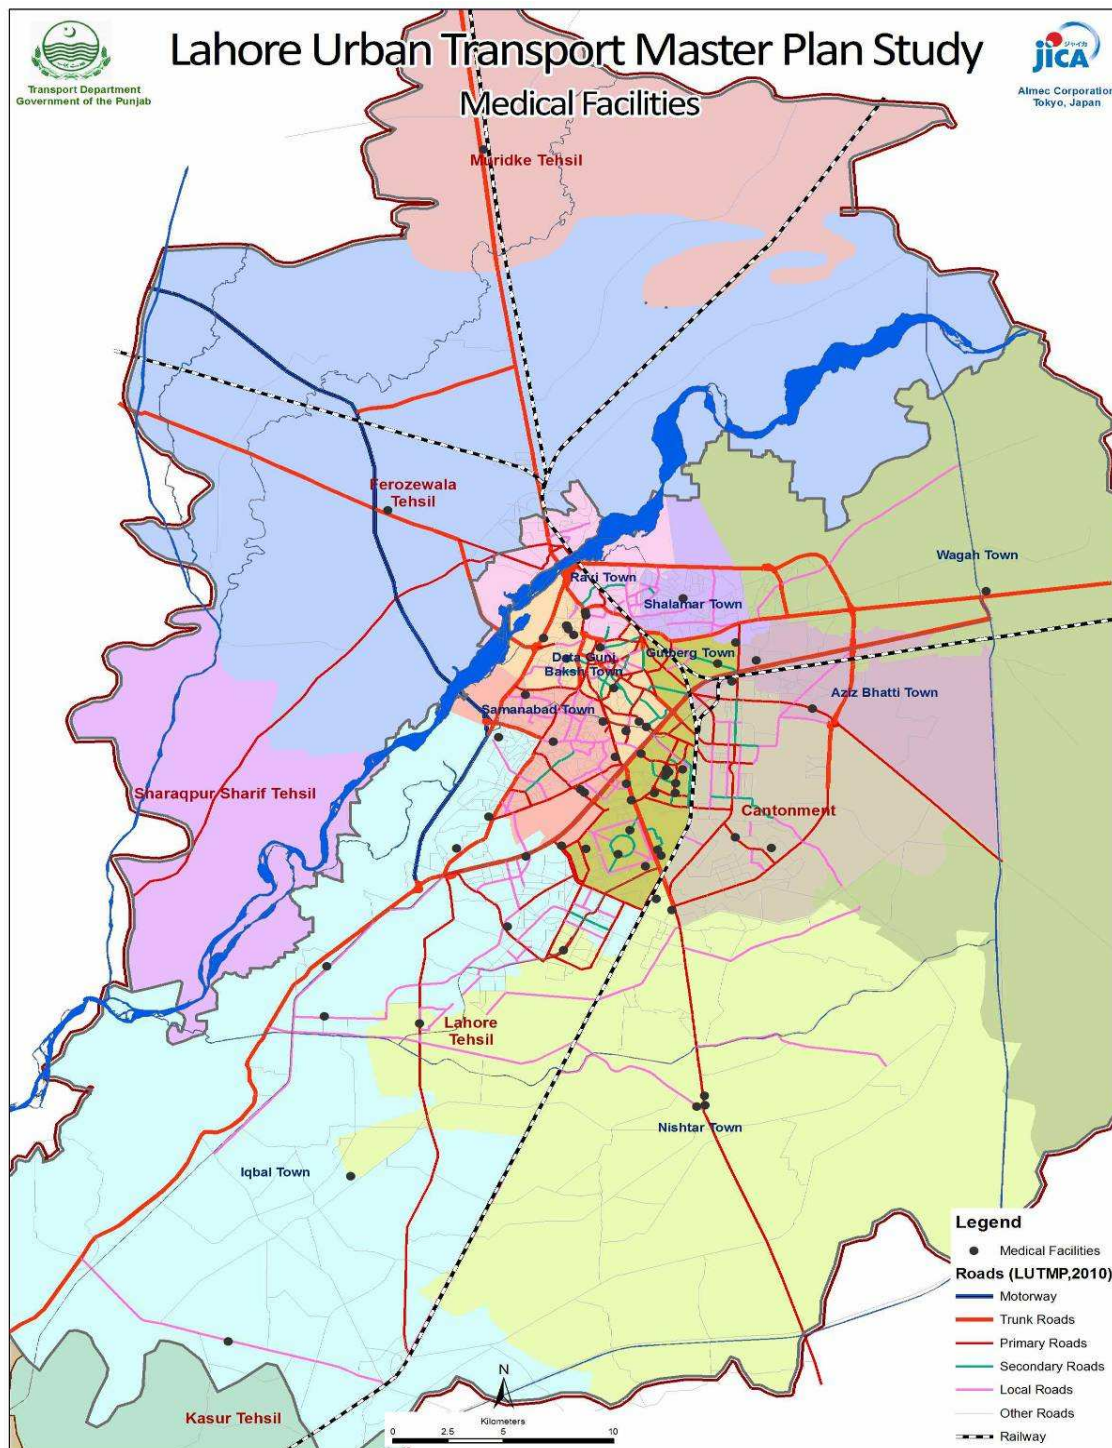 Lahore Urban Transport Master Plan Study
Medical Facilities
Transport Department
Government of the Punjab
ジャイカ
JICA
Almec Corporation
Tokyo, Japan
Muridke Tehsil
Ferozewala
Tehsil
Wagah Town
Ravi Town
Shalamar Town
Data Gunj
Baksh Town
Gulberg Town
Aziz Bhatti Town
Samanabad Town
Sharaqpur Sharif Tehsil
Cantonment
Lahore
Tehsil
Nishtar Town
Iqbal Town
Kasur Tehsil
Legend
Medical Facilities
Roads (LUTMP,2010)
Motorway
Trunk Roads
Primary Roads
Secondary Roads
Local Roads
Other Roads
Railway
N
Kilometers
0 2.5 5 10